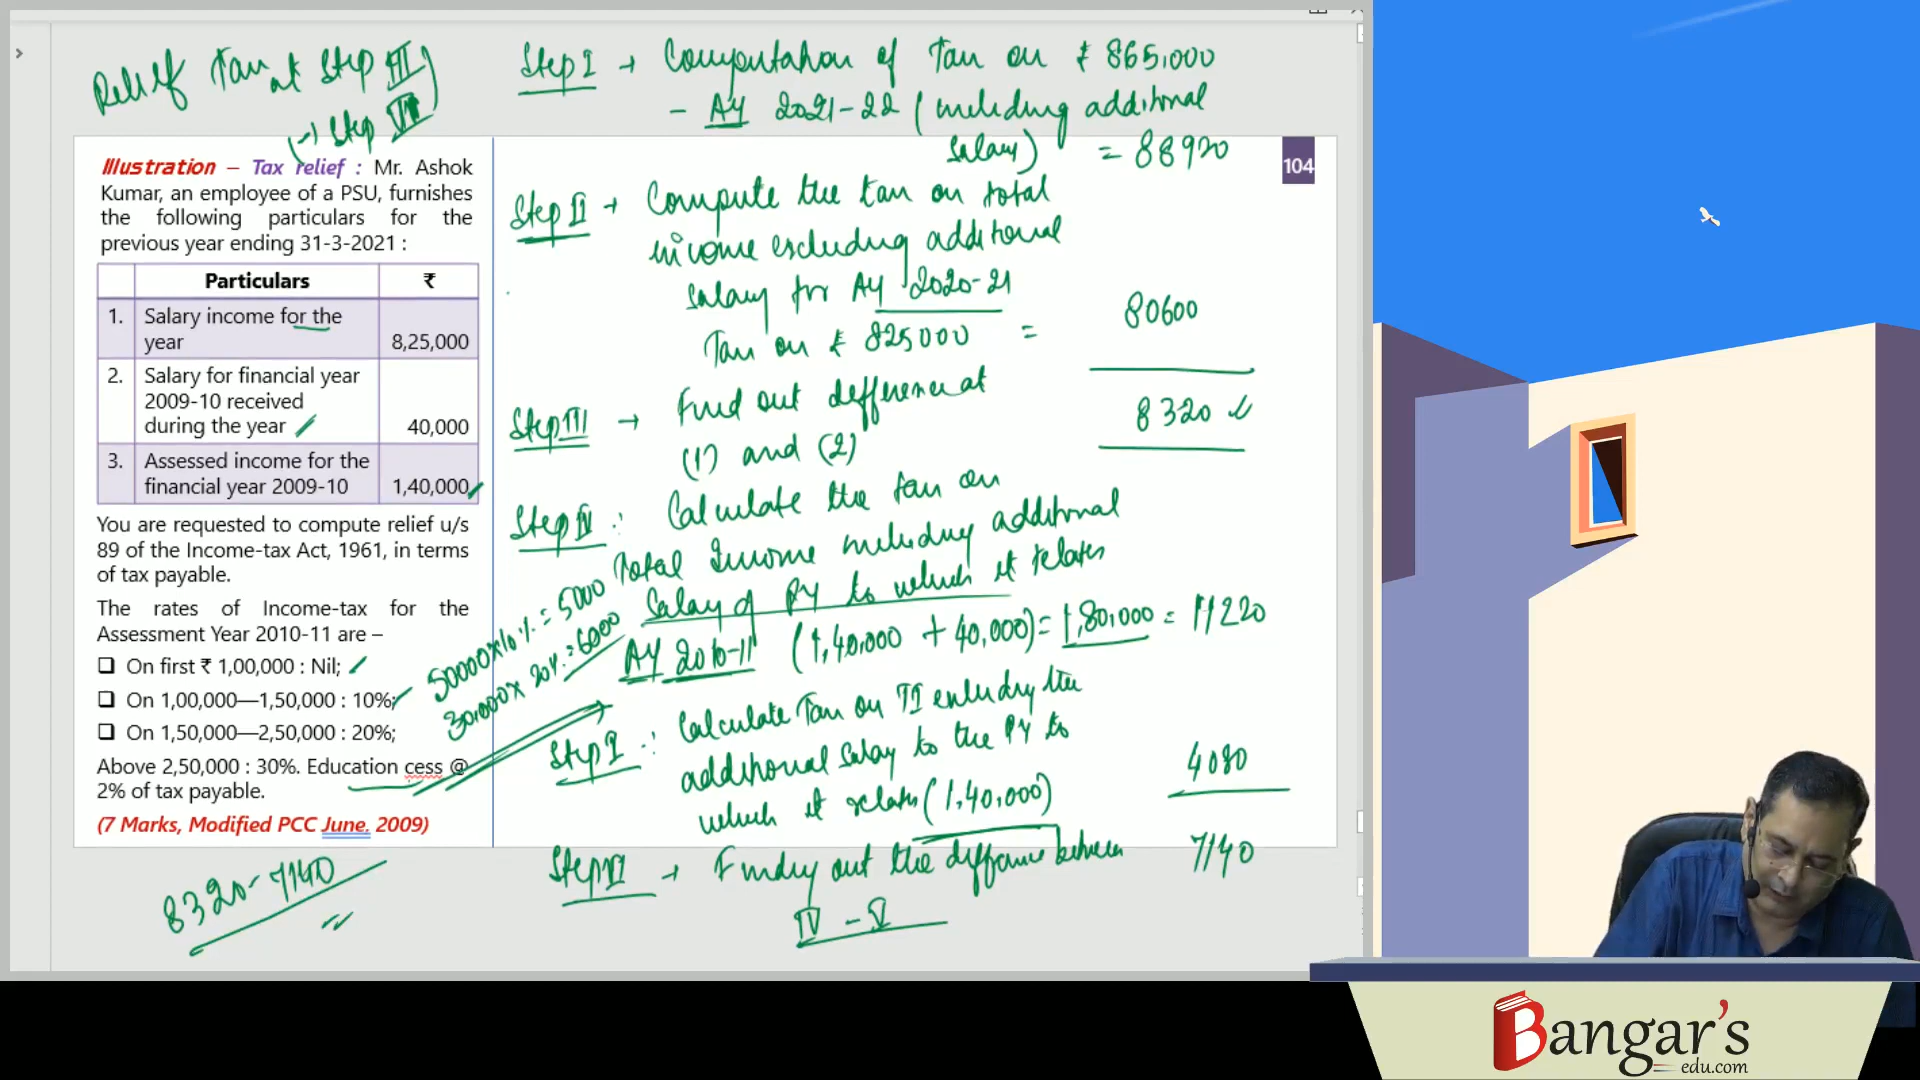 Relief Tax at Step III
(-) Step VI
Illustration – Tax relief : Mr. Ashok
Kumar, an employee of a PSU, furnishes
the following particulars for the
previous year ending 31-3-2021 :
Particulars ₹
1. Salary income for the
year 8,25,000
2. Salary for financial year
2009-10 received
during the year 40,000
3. Assessed income for the
financial year 2009-10 1,40,000
You are requested to compute relief u/s
89 of the Income-tax Act, 1961, in terms
of tax payable.
The rates of Income-tax for the
Assessment Year 2010-11 are –
❑ On first ₹ 1,00,000 : Nil;
❑ On 1,00,000—1,50,000 : 10%;
❑ On 1,50,000—2,50,000 : 20%;
Above 2,50,000 : 30%. Education cess @
2% of tax payable.
(7 Marks, Modified PCC June. 2009)
8320 - 7140
50000 x 10% = 5000
30,000 x 20% = 6000
Step I → Computation of Tax on ₹ 865,000
- AY 2021-22 (including additional
salary) = 88920
104
Step II → Compute the tax on total
income excluding additional
salary for AY 2020-21
80600
Tax on ₹ 825000 =
Step III → Find out difference at
(1) and (2)
8320
Step IV : Calculate the tax on
Total Income including additional
Salary of PY to which it relates
AY 2010-11 (1,40,000 + 40,000) = 1,80,000 = 11220
Calculate Tax on TI excluding the
Step V : additional salary to the PY to
which it relates (1,40,000)
4080
Step VI → Finding out the difference between
7140
IV - V
Bangar's
edu.com